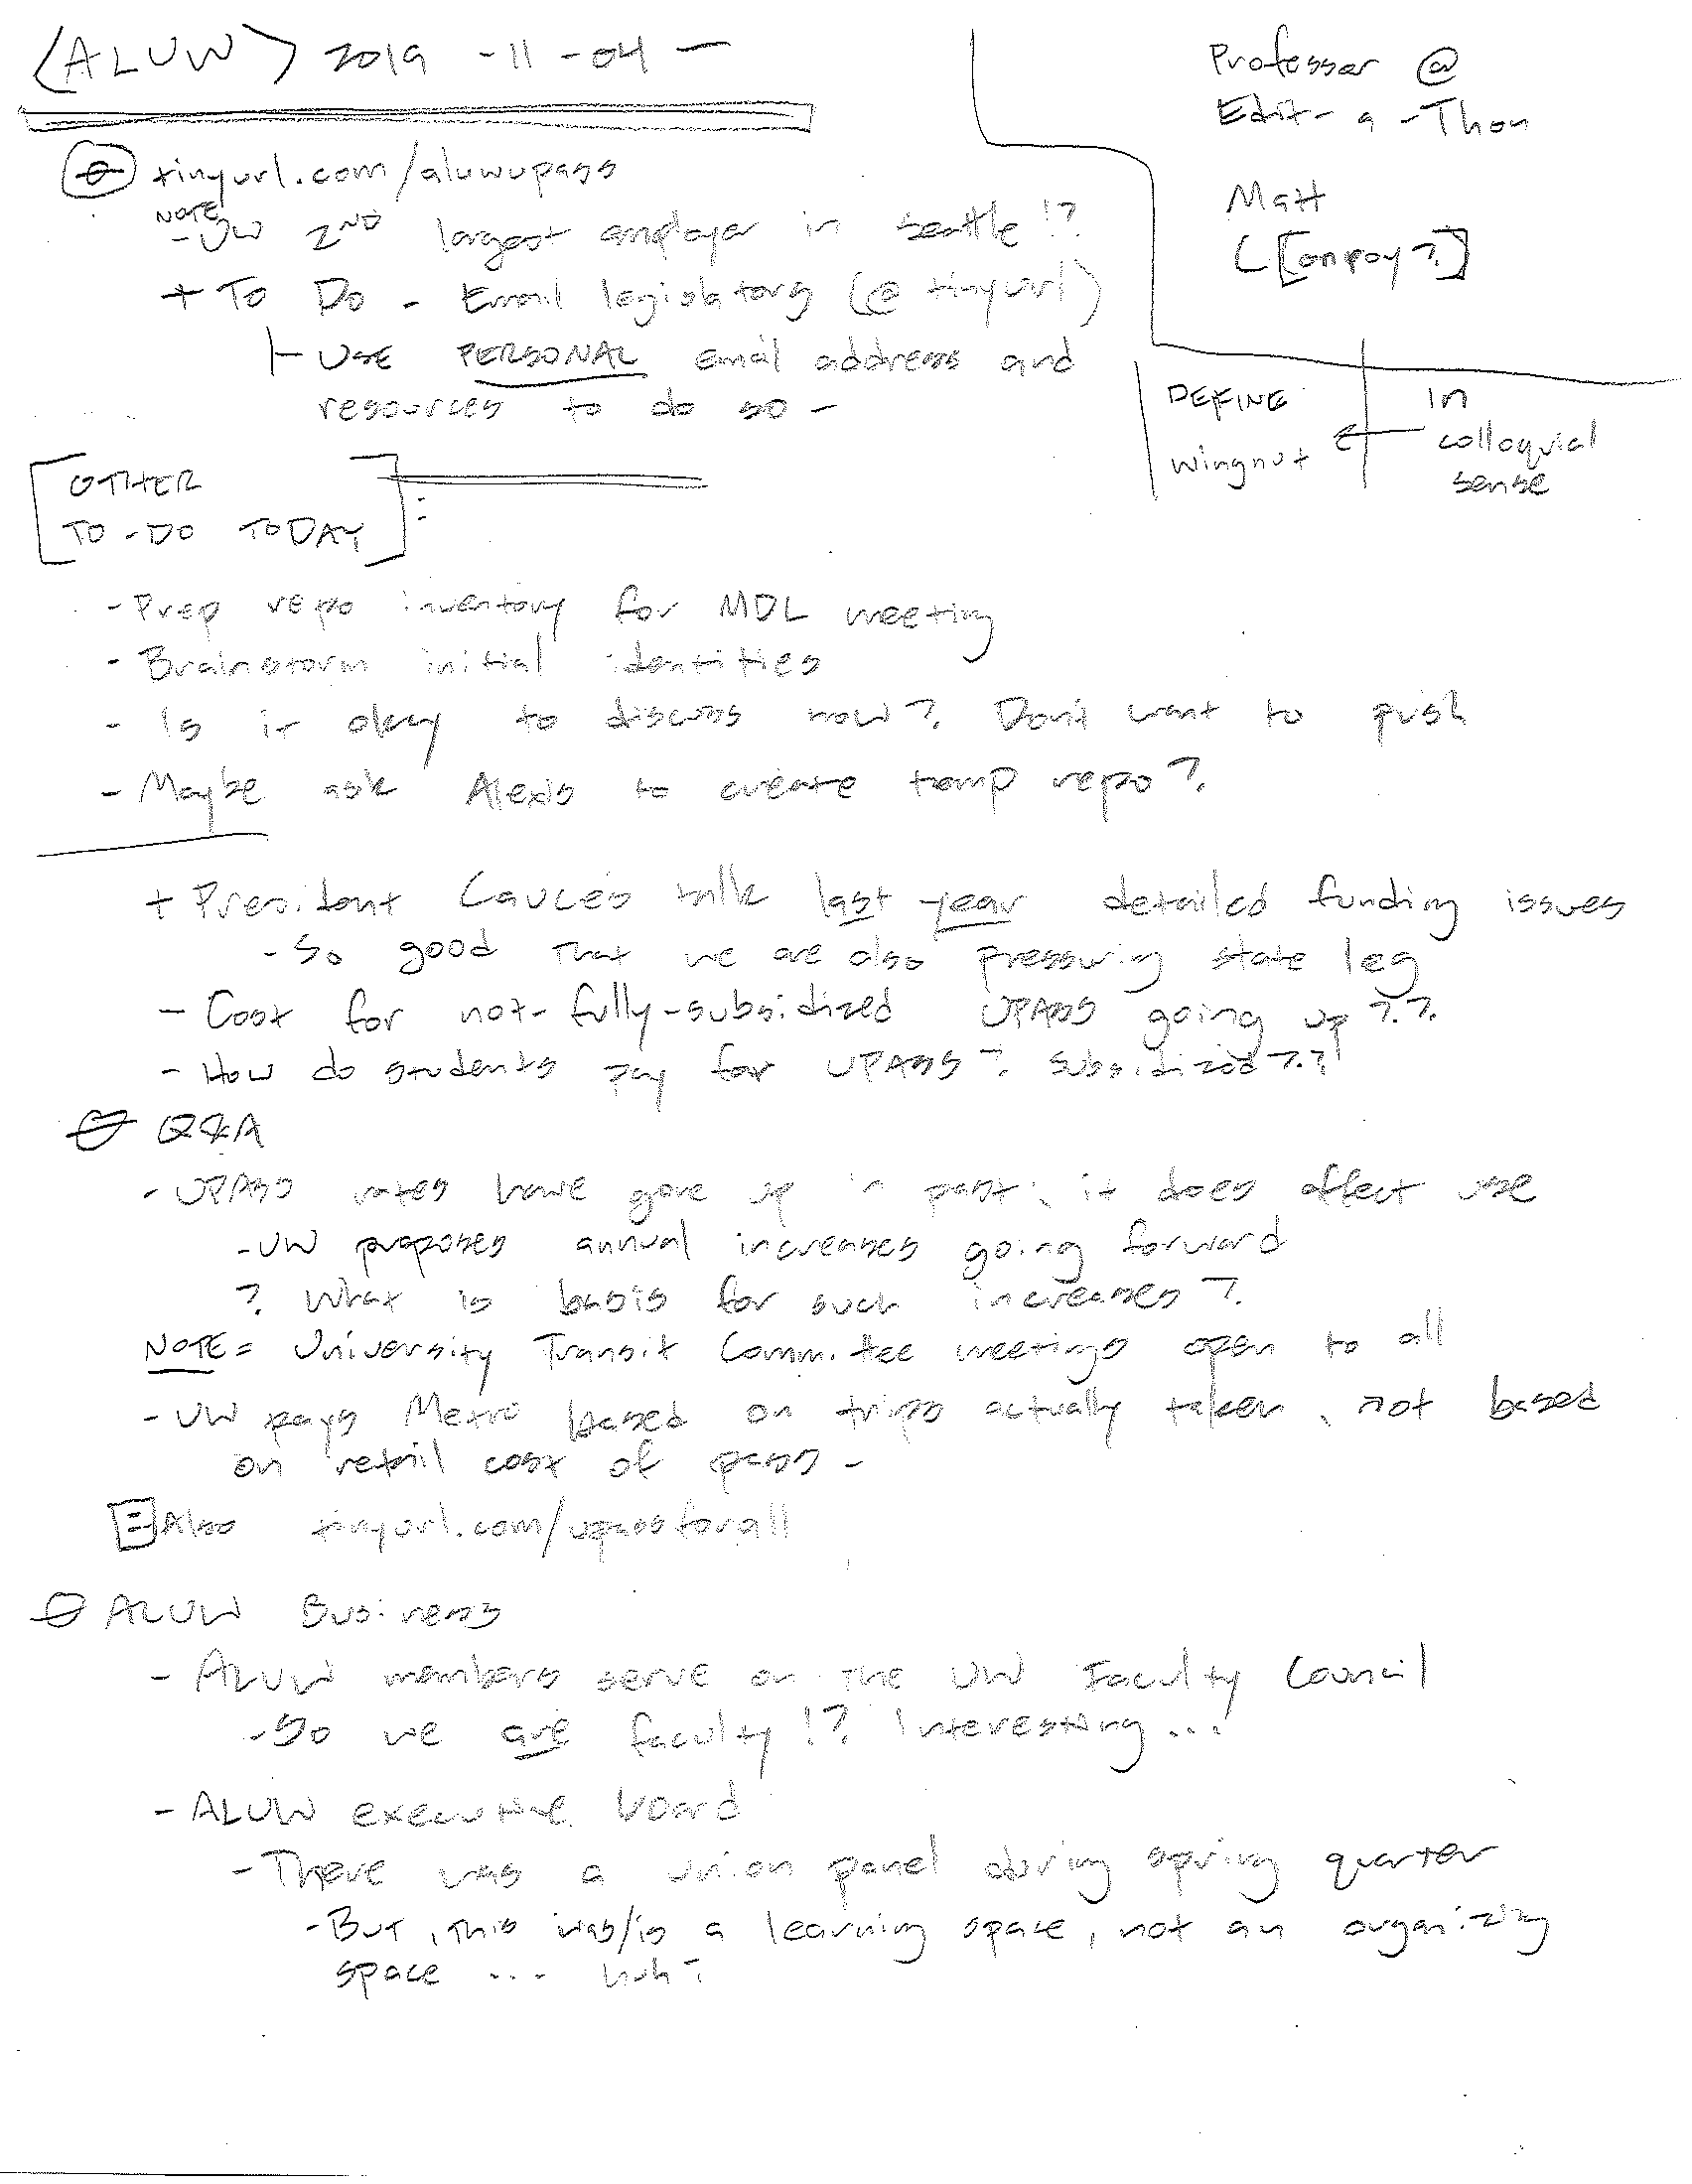 (ALUW) 2019-11-04 —
tinyurl.com/aluwupass
NOTE
- UW 2ND largest employer in Seattle!?
+ To Do - Email legislators (@ tinyurl)
USE PERSONAL email address and
resources to do so -
Professor @
Edit-a-Thon
Matt
DEFINE
wingnut
in
colloquial
sense
[OTHER
TO-DO TODAY]:
- Prep repo inventory for MDL meeting
- Brainstorm initial identities
- Is it okay to discuss now? Don't want to push
- Maybe ask Alexis to create temp repo?
+ President Cauce's talk last year detailed funding issues
- So good that we are also pressuring state leg
- Cost for not-fully-subsidized UPASS going up??
- How do students pay for UPASS? Subsidized??
Q&A
- UPASS rates have gone up in past, it does affect use
- UW proposes annual increases going forward
? What is basis for such increases?
NOTE = University Transit Committee meetings open to all
- UW pays Metro based on trips actually taken, not based
on retail cost of pass -
Also tinyurl.com/upassforall
ALUW Business
- ALUW members serve on the UW Faculty Council
- So we are faculty!? Interesting...
- ALUW executive board
- There was a union panel during spring quarter
- But, this was/is a learning space, not an organizing
space ... huh?